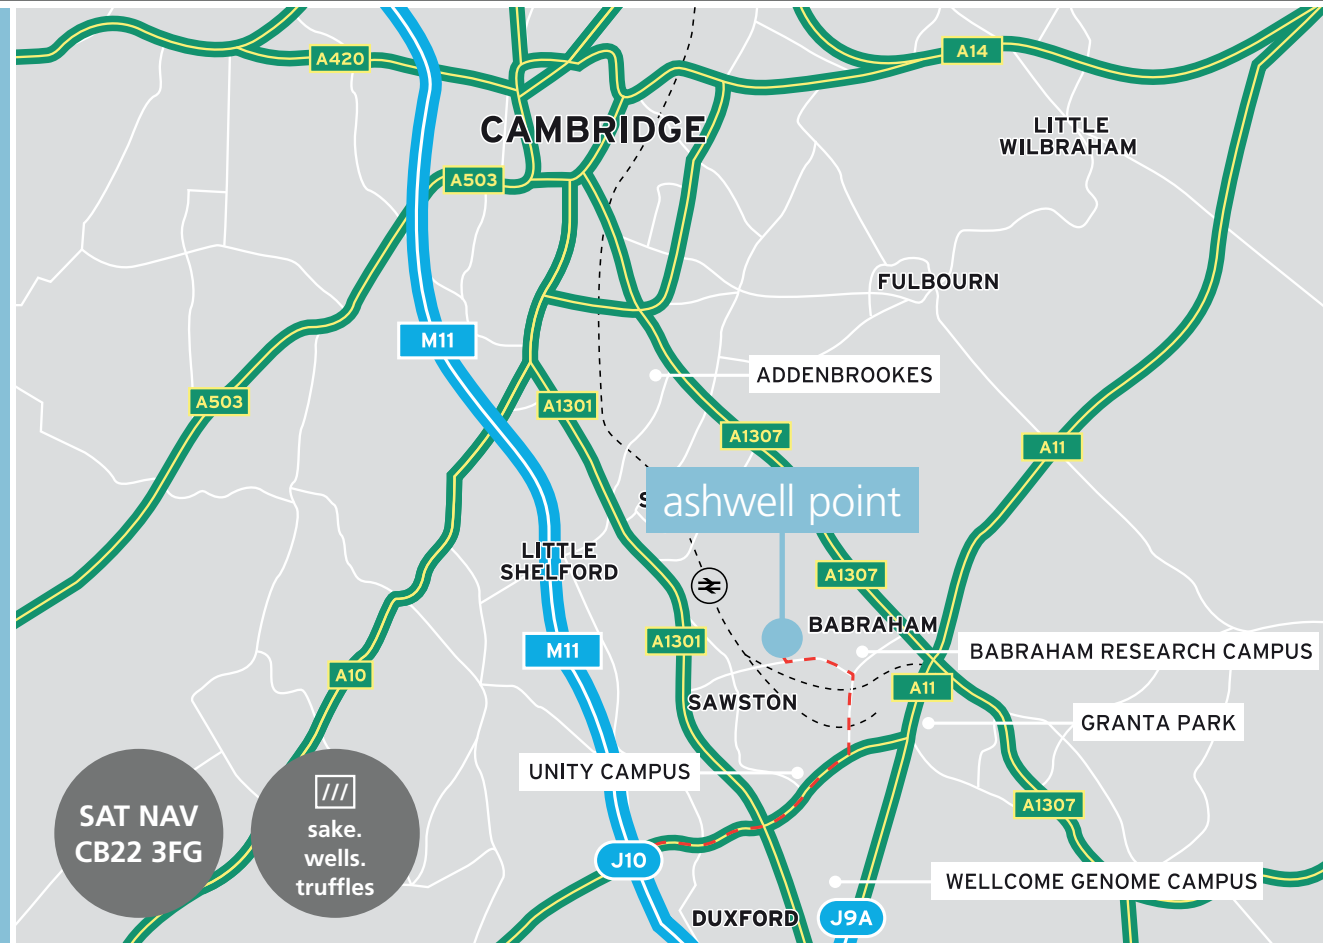 A420
A14
CAMBRIDGE
LITTLE
WILBRAHAM
A503
FULBOURN
M11
ADDENBROOKES
A503
A1301
A1307
A11
ashwell point
LITTLE
SHELFORD
A1307
BABRAHAM
M11
A1301
BABRAHAM RESEARCH CAMPUS
A10
A11
SAWSTON
GRANTA PARK
UNITY CAMPUS
A1307
SAT NAV
CB22 3FG
///
sake.
wells.
truffles
J10
WELLCOME GENOME CAMPUS
DUXFORD
J9A